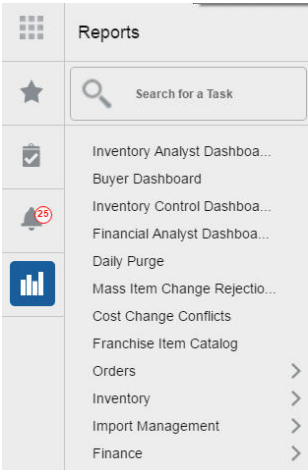 Reports
Search for a Task
Inventory Analyst Dashboa...
Buyer Dashboard
Inventory Control Dashboa...
25
Financial Analyst Dashboa...
Daily Purge
Mass Item Change Rejectio...
Cost Change Conflicts
Franchise Item Catalog
Orders
Inventory
Import Management
Finance